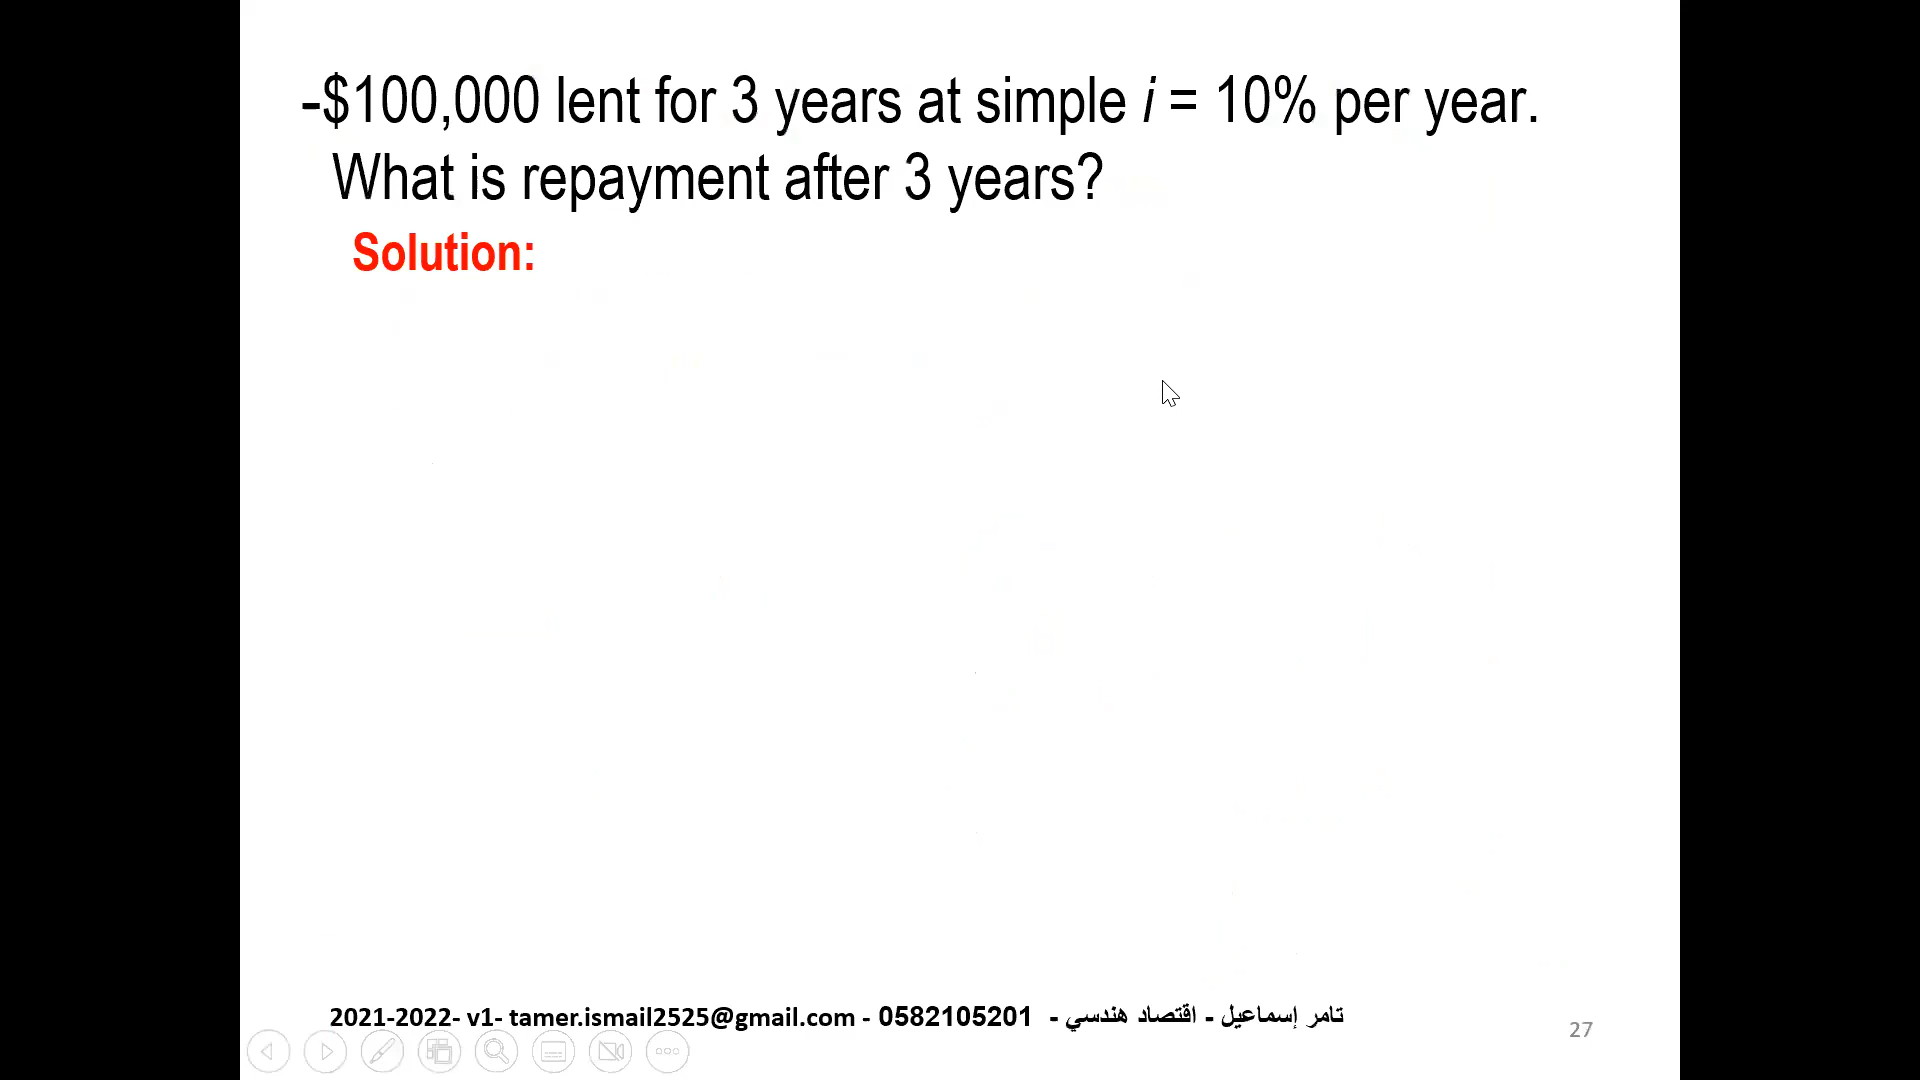 -$100,000 lent for 3 years at simple i = 10% per year.
What is repayment after 3 years?
Solution:
2021-2022- v1- tamer.ismail2525@gmail.com - 0582105201 - تامر إسماعيل - اقتصاد هندسي -
27